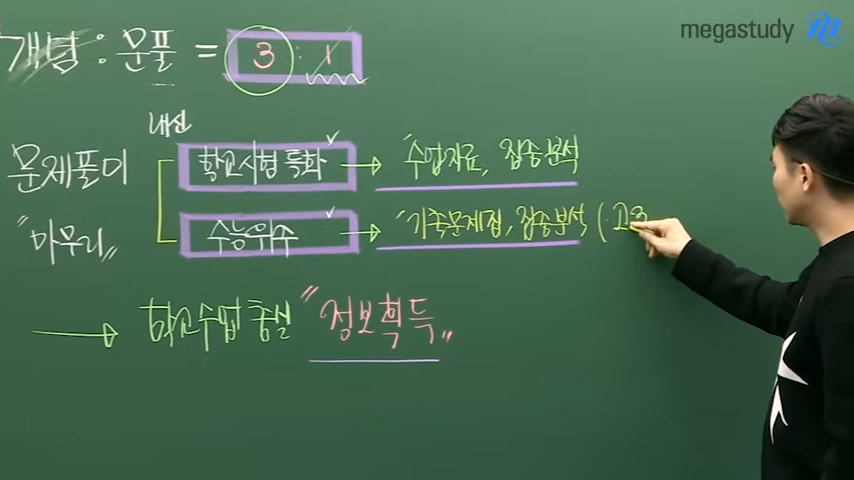 megastudy
개념 : 문풀 = 3 : 1
내신
문제풀이 학교시험 특화 → "수업자료, 집중분석
"마무리" 수능위주 → "기출문제집, 집중분석 (고3
→ 학교수업 충실 "정보획득"